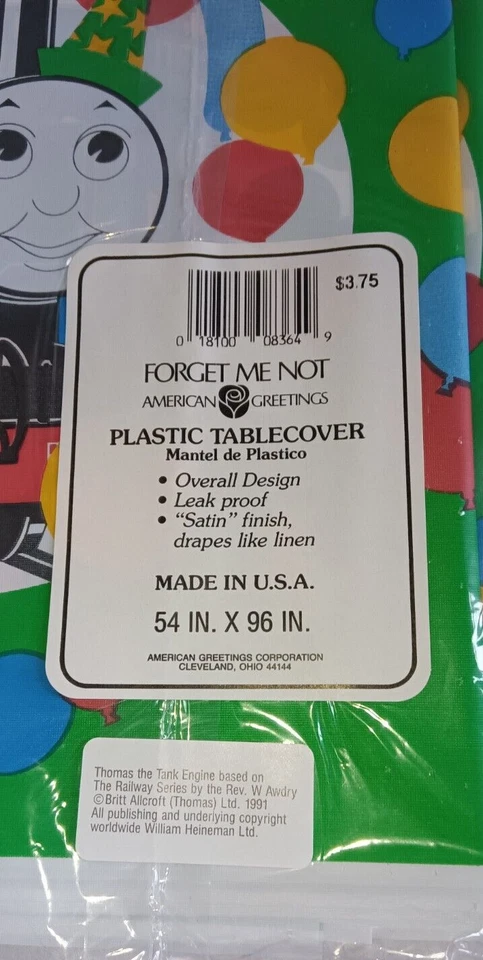 $3.75
0 18100 08364 9
FORGET ME NOT
AMERICAN GREETINGS
PLASTIC TABLECOVER
Mantel de Plastico
• Overall Design
• Leak proof
• “Satin” finish,
drapes like linen
MADE IN U.S.A.
54 IN. X 96 IN.
AMERICAN GREETINGS CORPORATION
CLEVELAND, OHIO 44144
Thomas the Tank Engine based on
The Railway Series by the Rev. W Awdry
©Britt Allcroft (Thomas) Ltd. 1991
All publishing and underlying copyright
worldwide William Heineman Ltd.